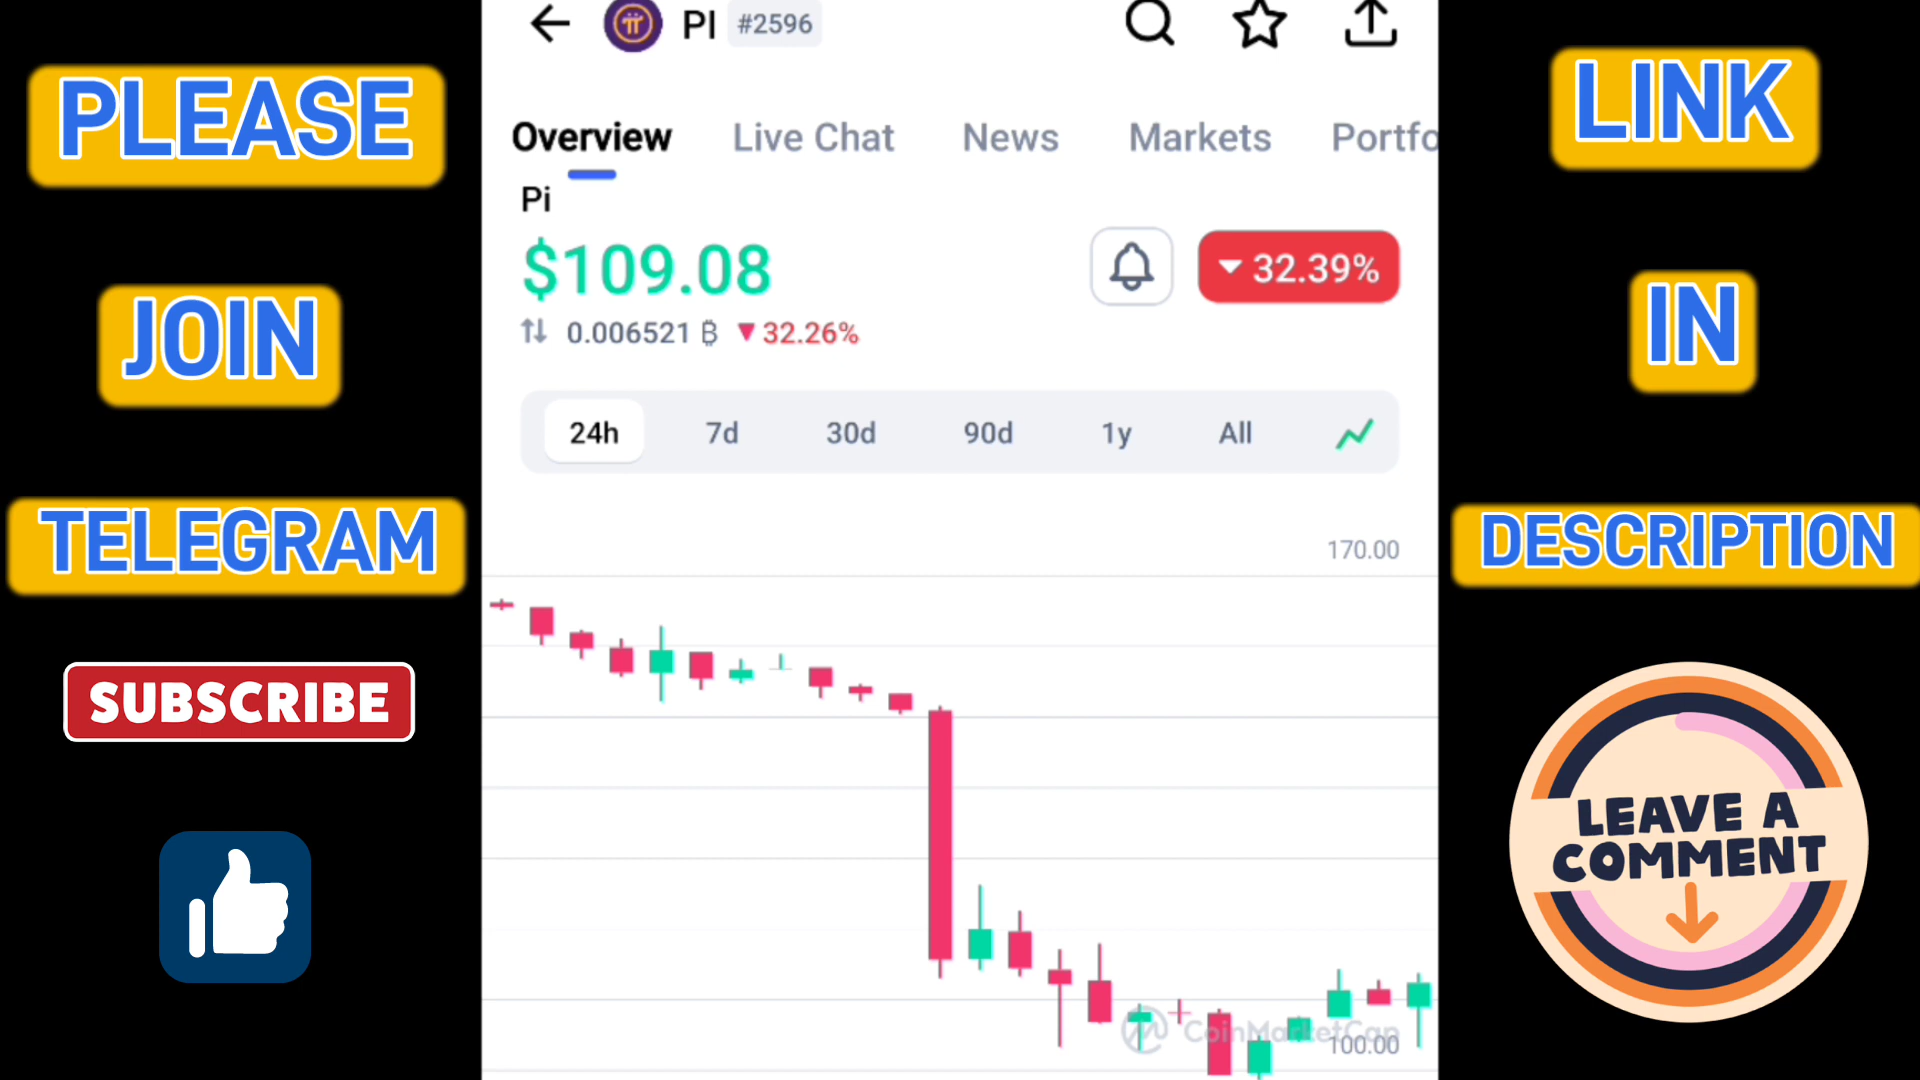 PLEASE
JOIN
TELEGRAM
SUBSCRIBE
PI #2596
Overview Live Chat News Markets Portfo
Pi
$109.08
32.39%
0.006521 ₿ 32.26%
24h 7d 30d 90d 1y All
170.00
CoinMarketCap
100.00
LINK
IN
DESCRIPTION
LEAVE A
COMMENT